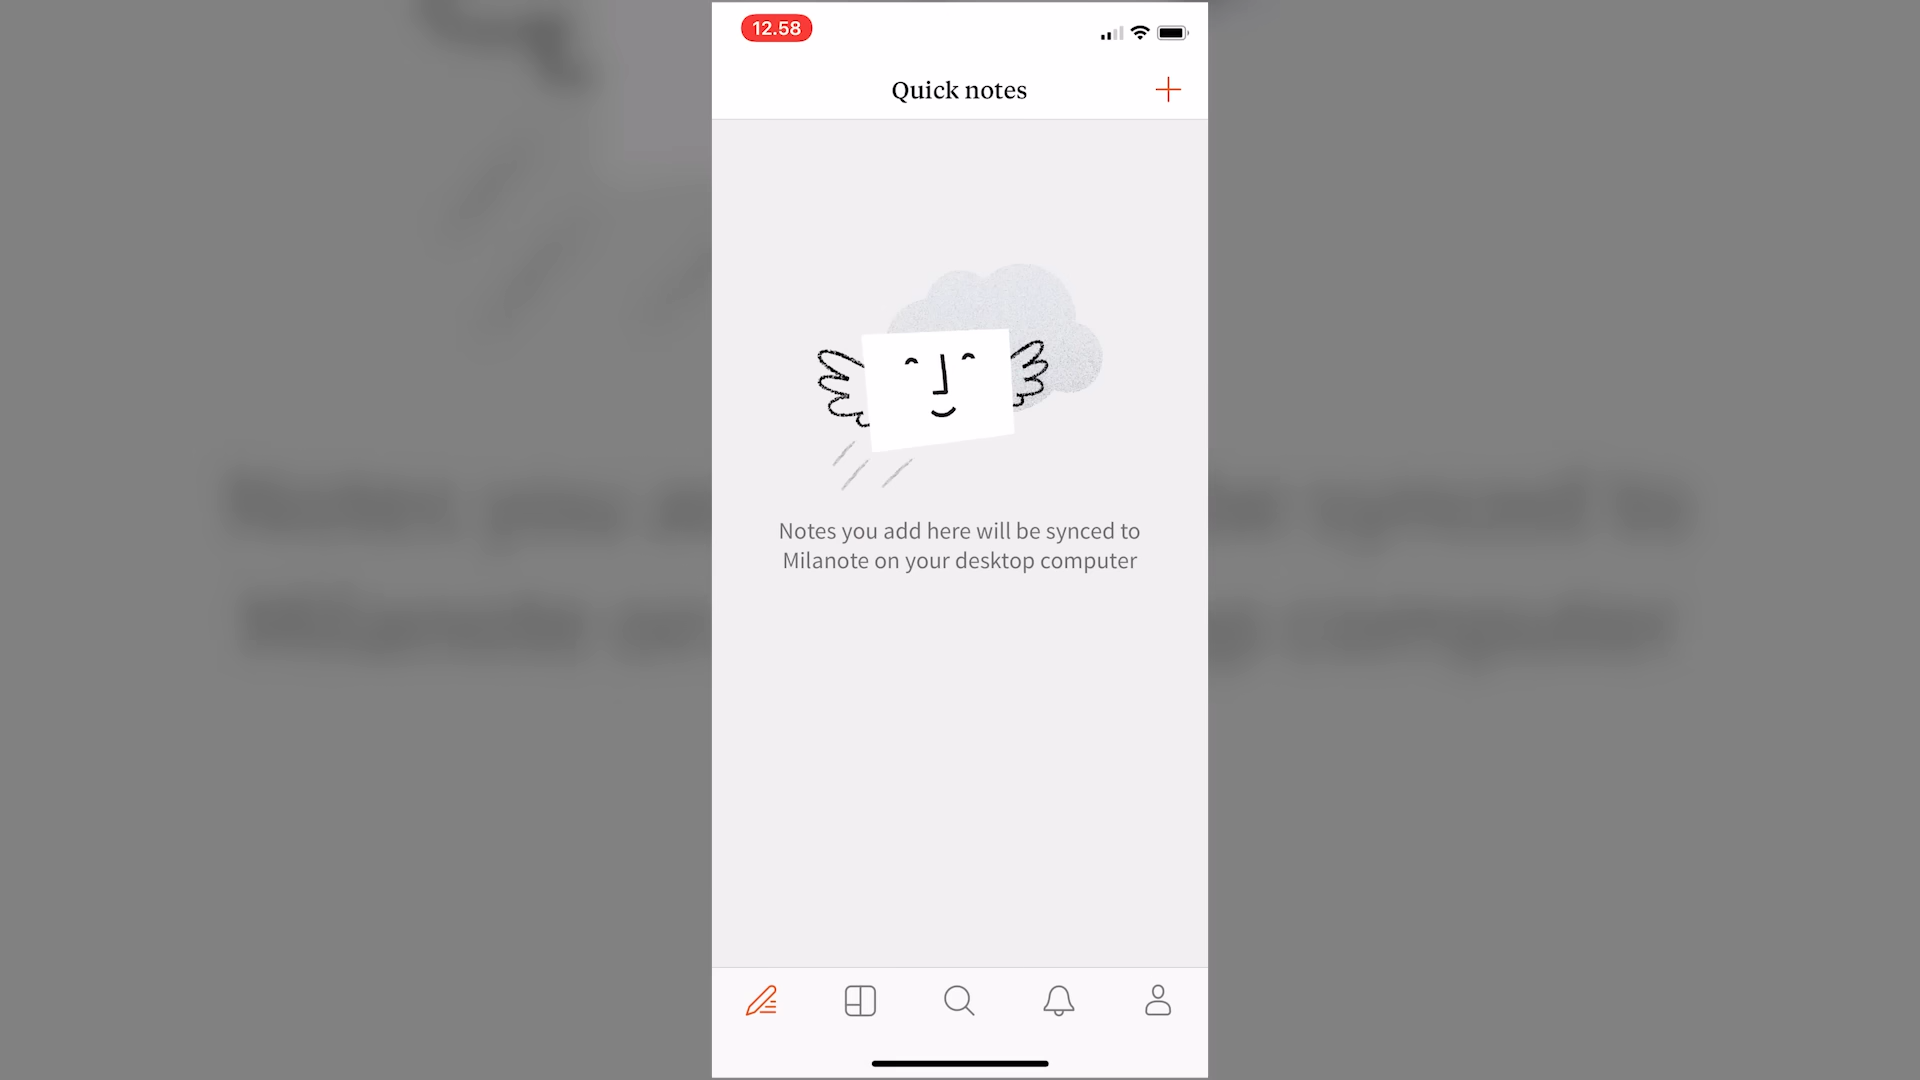 12.58
Quick notes
Notes you add here will be synced to
Milanote on your desktop computer